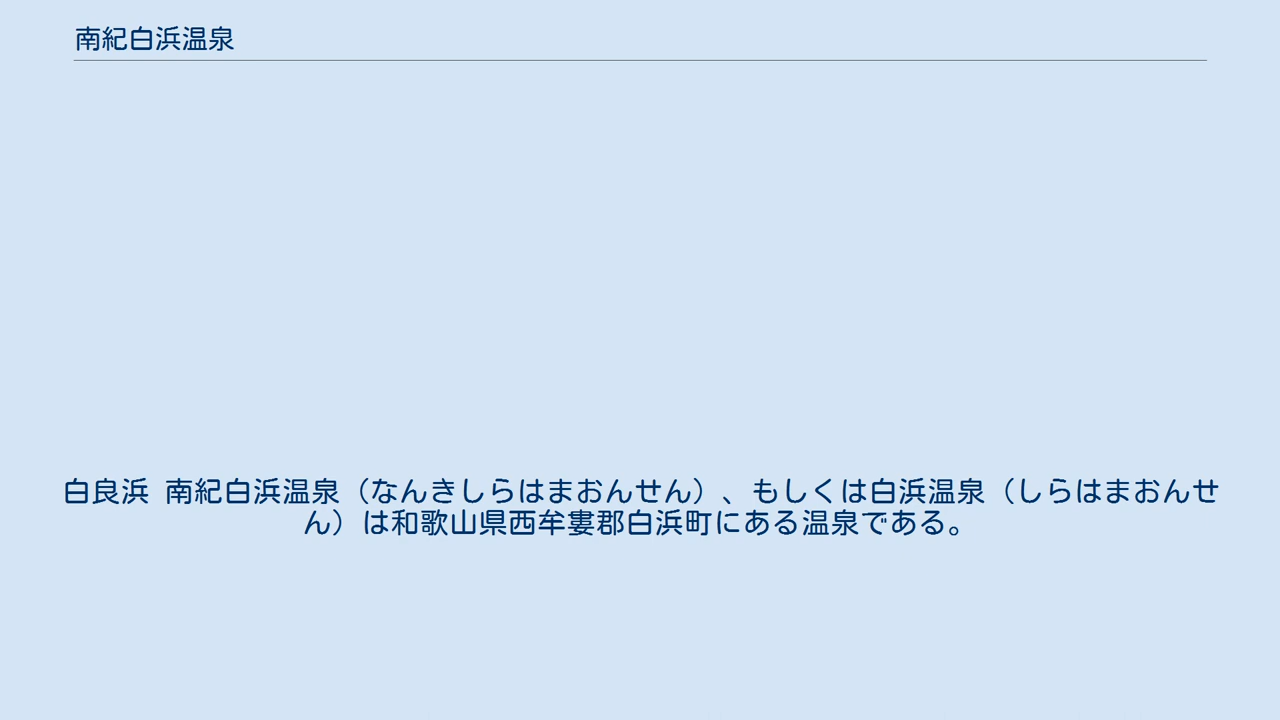 南紀白浜温泉
白良浜 南紀白浜温泉（なんきしらはまおんせん）、もしくは白浜温泉（しらはまおんせ
ん）は和歌山県西牟婁郡白浜町にある温泉である。